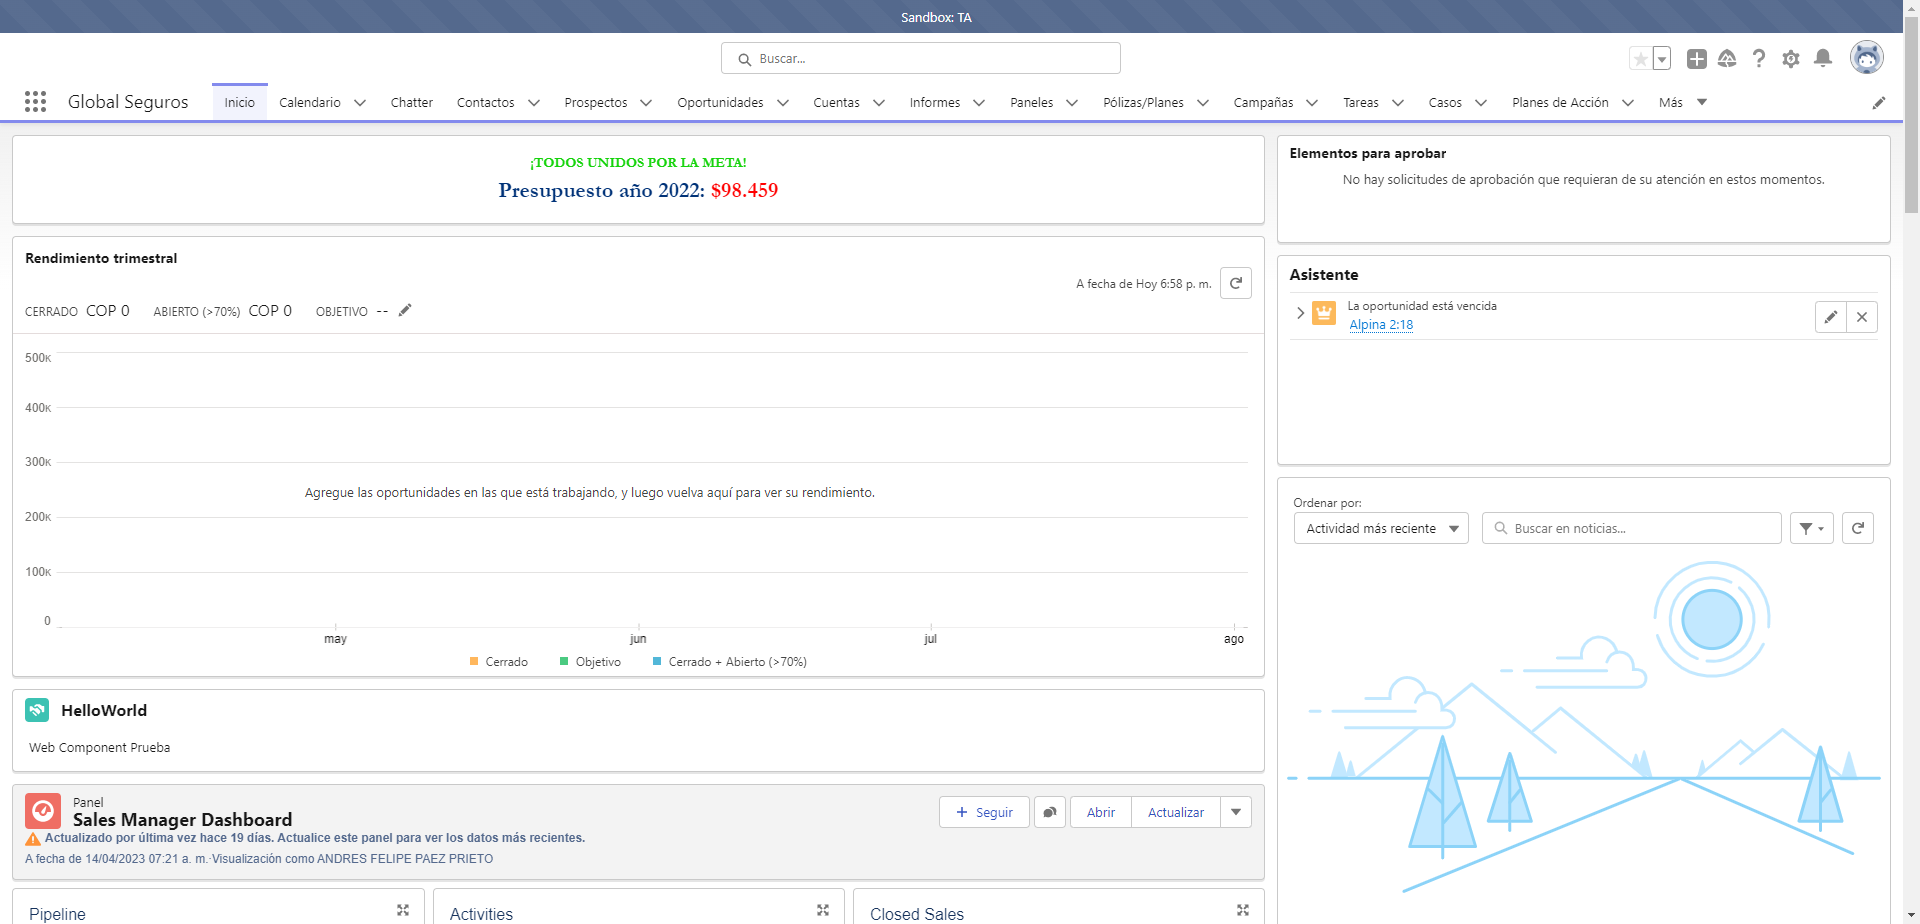 Sandbox: TA
Buscar...
Global Seguros
Inicio
Calendario
Chatter
Contactos
Prospectos
Oportunidades
Cuentas
Informes
Paneles
Pólizas/Planes
Campañas
Tareas
Casos
Planes de Acción
Más
¡TODOS UNIDOS POR LA META!
Presupuesto año 2022: $98.459
Rendimiento trimestral
A fecha de Hoy 6:58 p. m.
CERRADO COP 0 ABIERTO (>70%) COP 0 OBJETIVO --
500K
400K
300K
Agregue las oportunidades en las que está trabajando, y luego vuelva aquí para ver su rendimiento.
200K
100K
0
may jun jul ago
Cerrado Objetivo Cerrado + Abierto (>70%)
HelloWorld
Web Component Prueba
Panel
Sales Manager Dashboard
Actualizado por última vez hace 19 días. Actualice este panel para ver los datos más recientes.
A fecha de 14/04/2023 07:21 a. m.·Visualización como ANDRES FELIPE PAEZ PRIETO
Seguir
Abrir
Actualizar
Pipeline
Activities
Closed Sales
Elementos para aprobar
No hay solicitudes de aprobación que requieran de su atención en estos momentos.
Asistente
La oportunidad está vencida
Alpina 2:18
Ordenar por:
Actividad más reciente
Buscar en noticias...